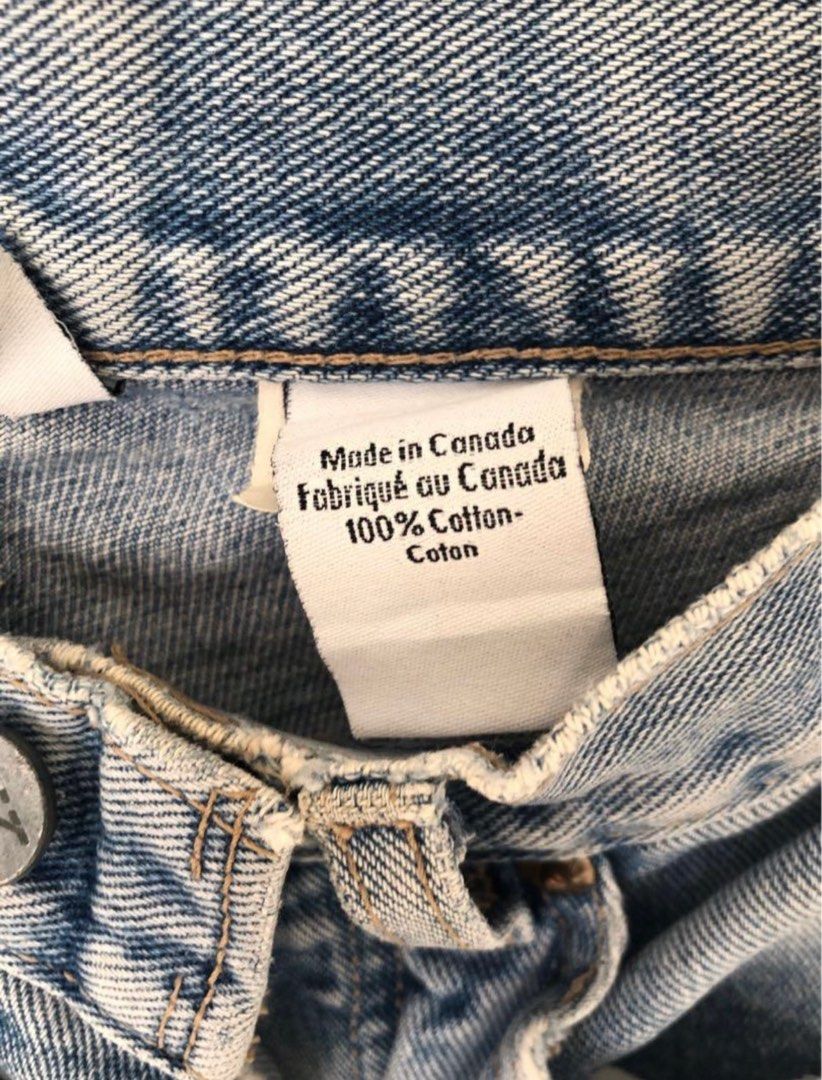 Made in Canada
Fabriqué au Canada
100% Cotton-
Coton